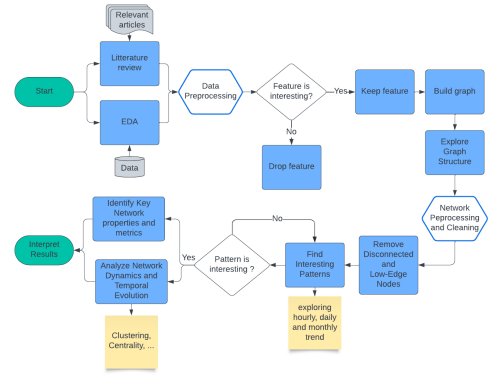 Relevant
articles
Litterature
review
Start
EDA
Data
Data
Preprocessing
Feature is
interesting?
Yes
Keep feature
Build graph
No
Drop feature
Explore
Graph
Structure
Network
Peprocessing
and Cleaning
Remove
Disconnected
and
Low-Edge
Nodes
Find
Interesting
Patterns
exploring
hourly, daily
and monthly
trend
No
Pattern is
interesting ?
Yes
Identify Key
Network
properties and
metrics
Analyze Network
Dynamics and
Temporal
Evolution
Clustering,
Centrality, ...
Interpret
Results